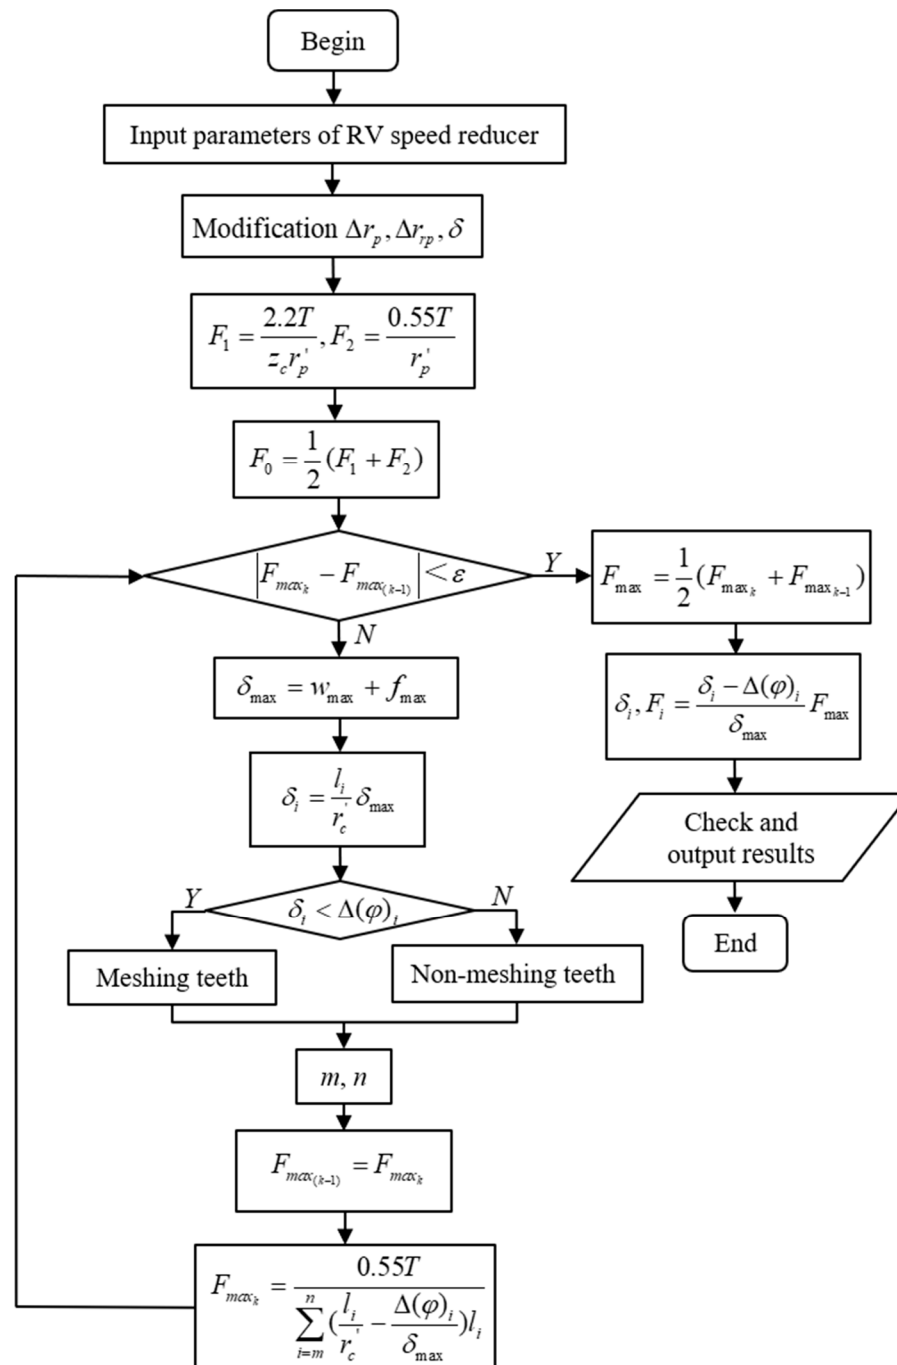 Begin
Input parameters of RV speed reducer
Modification Δr_p, Δr_rp, δ
F_1 = 2.2T / z_c r_p^', F_2 = 0.55T / r_p^'
F_0 = 1/2 (F_1 + F_2)
|F_max_k − F_max_(k−1)| < ε
Y
F_max = 1/2 (F_max_k + F_max_k−1)
N
δ_max = w_max + f_max
δ_i, F_i = (δ_i − Δ(φ)_i) / δ_max F_max
δ_i = l_i / r_c^' δ_max
Check and
output results
Y
δ_i < Δ(φ)_i
N
End
Meshing teeth
Non-meshing teeth
m, n
F_max_(k−1) = F_max_k
F_max_k = 0.55T / ∑_{i=m}^{n} (l_i / r_c^' − Δ(φ)_i / δ_max) l_i